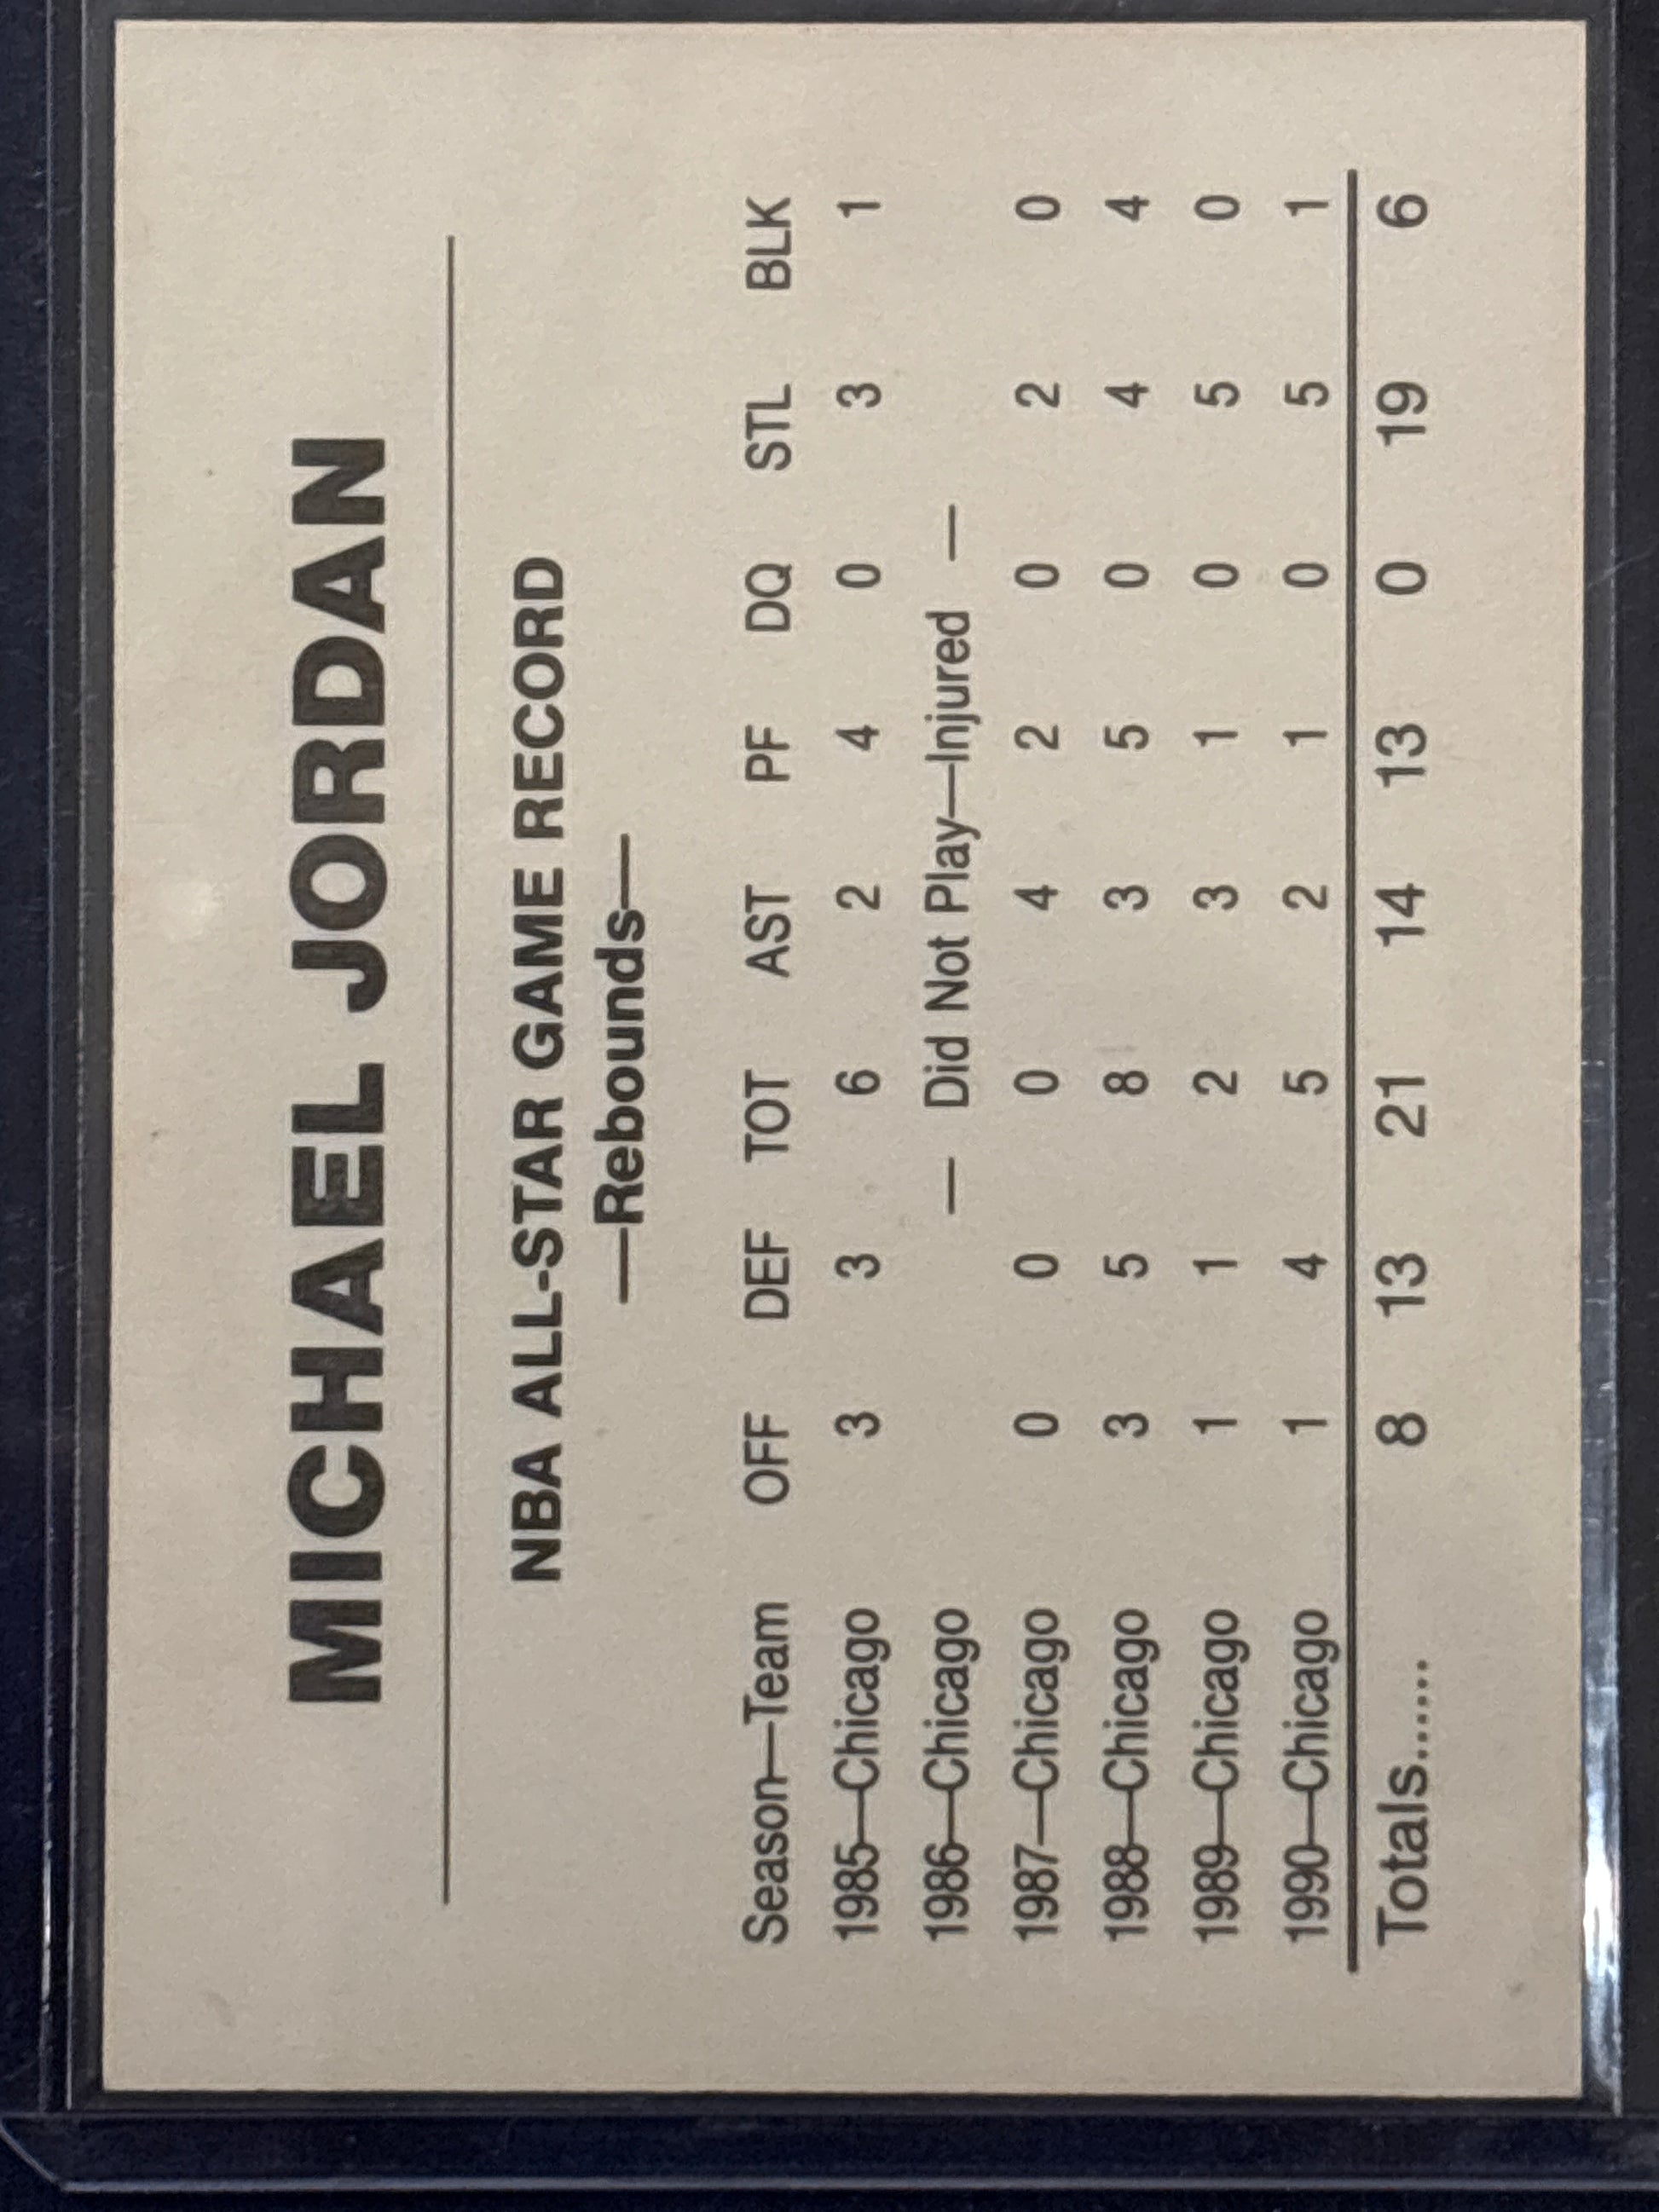 MICHAEL JORDAN
NBA ALL-STAR GAME RECORD
—Rebounds—
Season—Team OFF DEF TOT AST PF DQ STL BLK
1985—Chicago 3 3 6 2 4 0 3 1
1986—Chicago — Did Not Play—Injured —
1987—Chicago 0 0 0 4 2 0 2 0
1988—Chicago 3 5 8 3 5 0 4 4
1989—Chicago 1 1 2 3 1 0 5 0
1990—Chicago 1 4 5 2 1 0 5 1
Totals...... 8 13 21 14 13 0 19 6